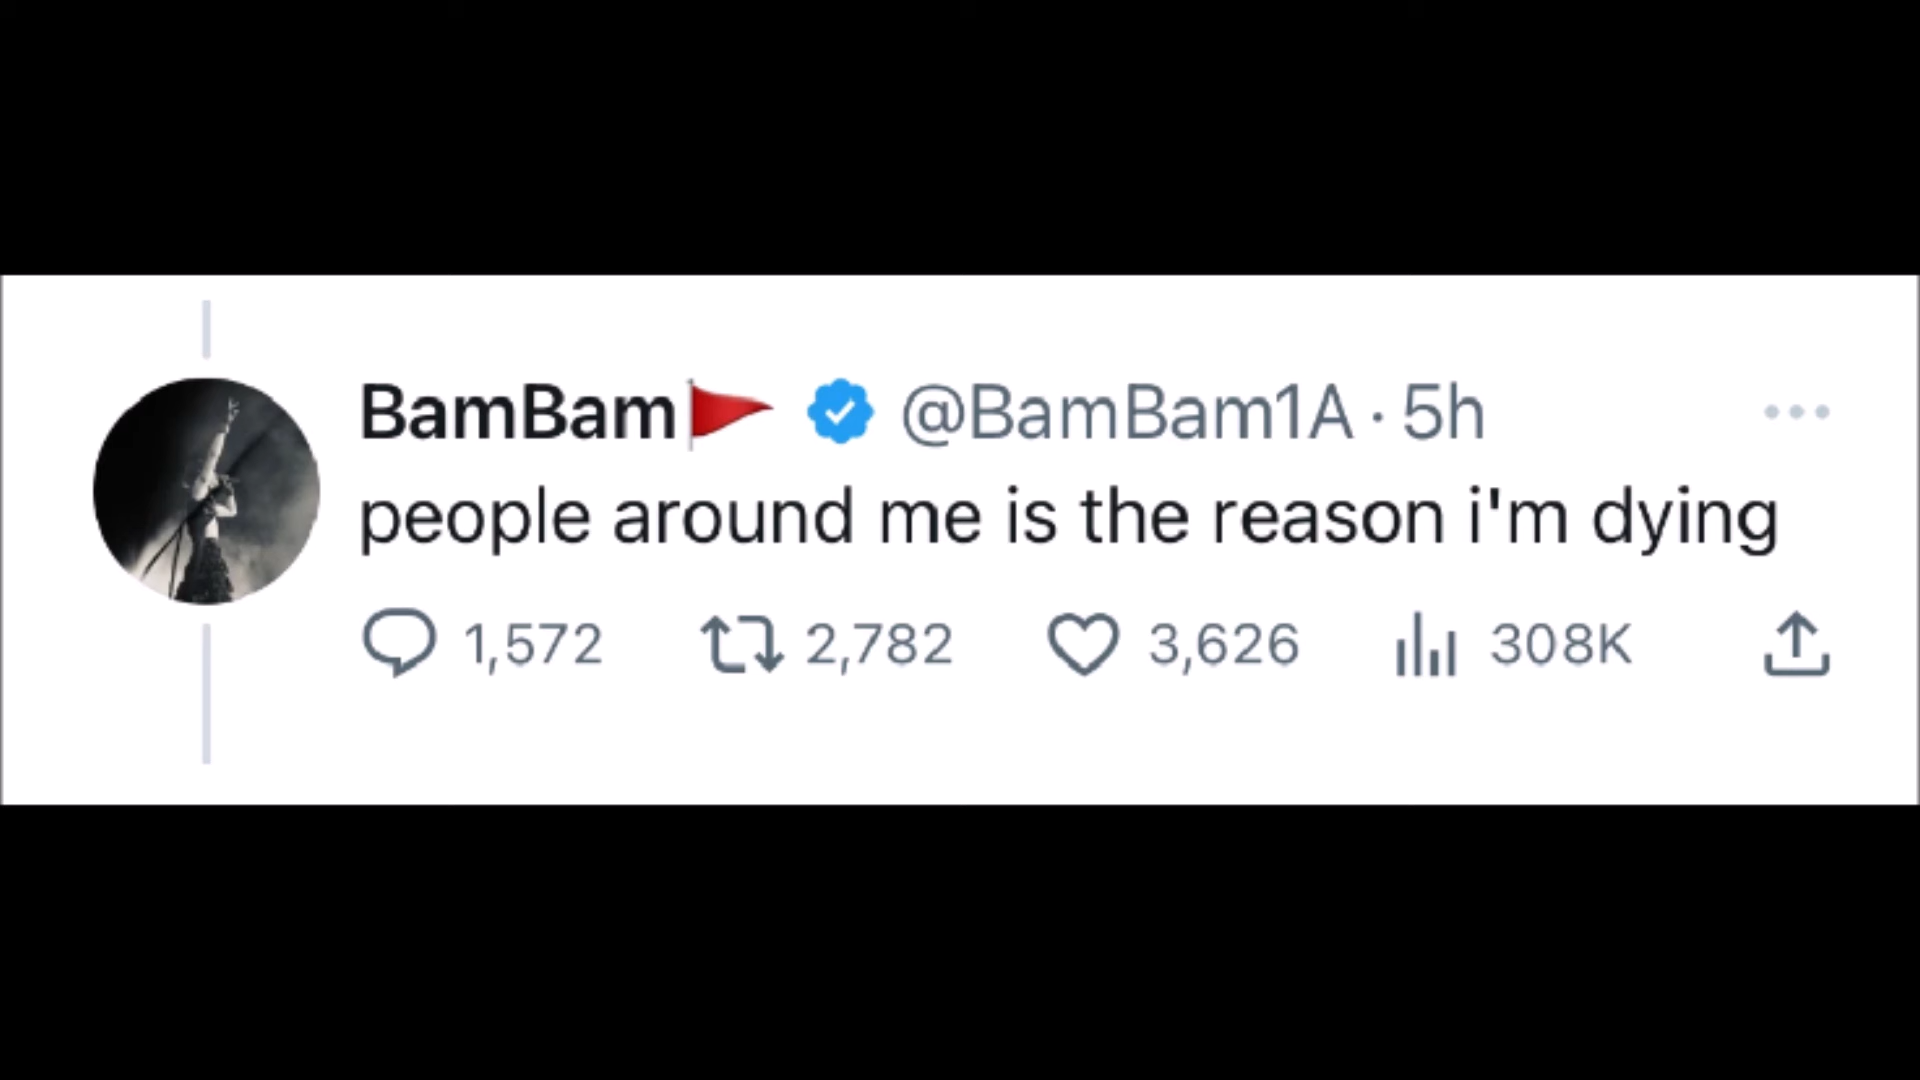 BamBam🚩 @BamBam1A · 5h
people around me is the reason i'm dying
1,572 2,782 3,626 308K